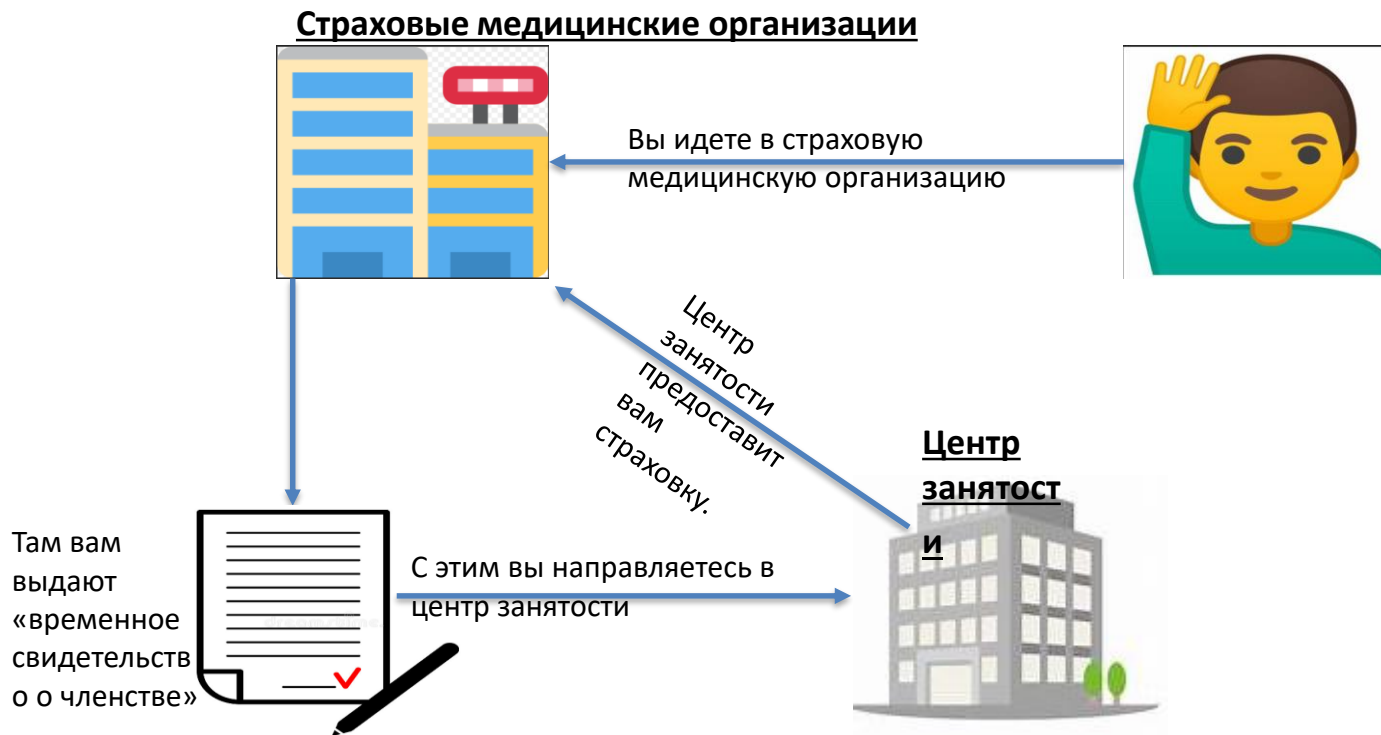 Страховые медицинские организации
Вы идете в страховую
медицинскую организацию
Центр
занятости
предоставит
вам
страховку.
Центр
занятост
и
Там вам
выдают
«временное
свидетельств
о о членстве»
С этим вы направляетесь в
центр занятости